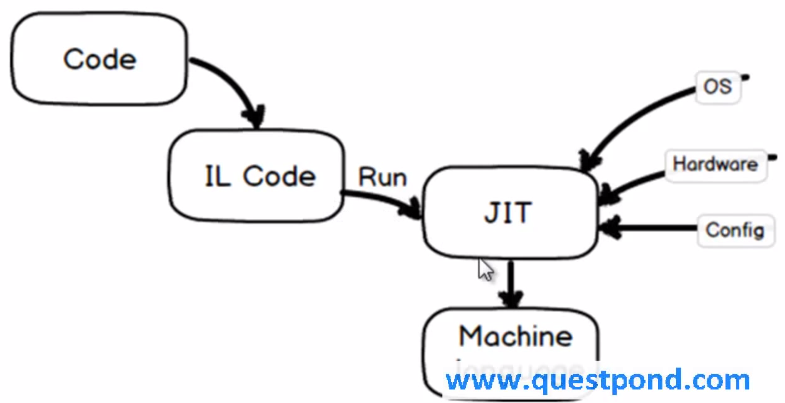 Code
IL Code
Run
JIT
OS
Hardware
Config
Machine
www.questpond.com